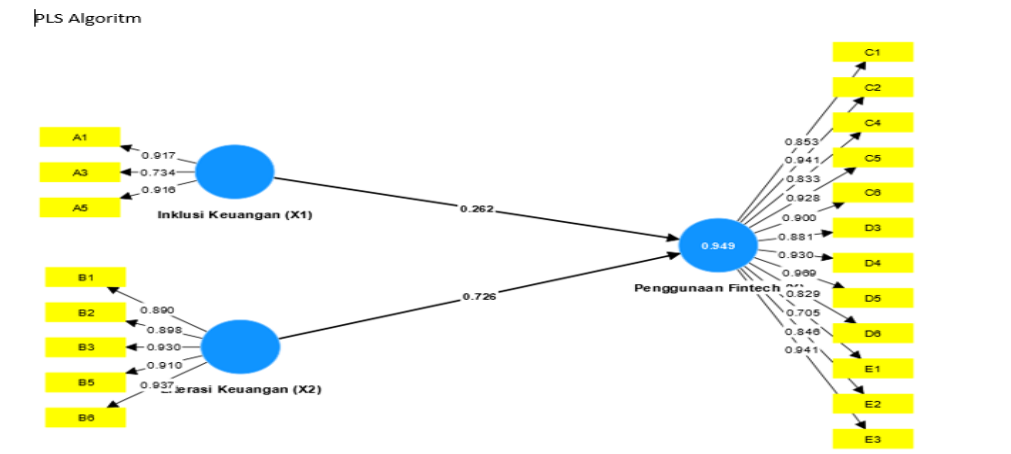 PLS Algoritm
C1
C2
C4
C5
C6
D3
D4
D5
D6
E1
E2
E3
0.853
0.941
0.833
0.928
0.900
0.881
0.930
0.969
0.829
0.705
0.846
0.941
A1
A3
A5
0.917
0.734
0.916
Inklusi Keuangan (X1)
0.262
0.949
Penggunaan Fintech
0.726
B1
B2
B3
B5
B6
0.890
0.898
0.930
0.910
0.937
Keuangan (X2)